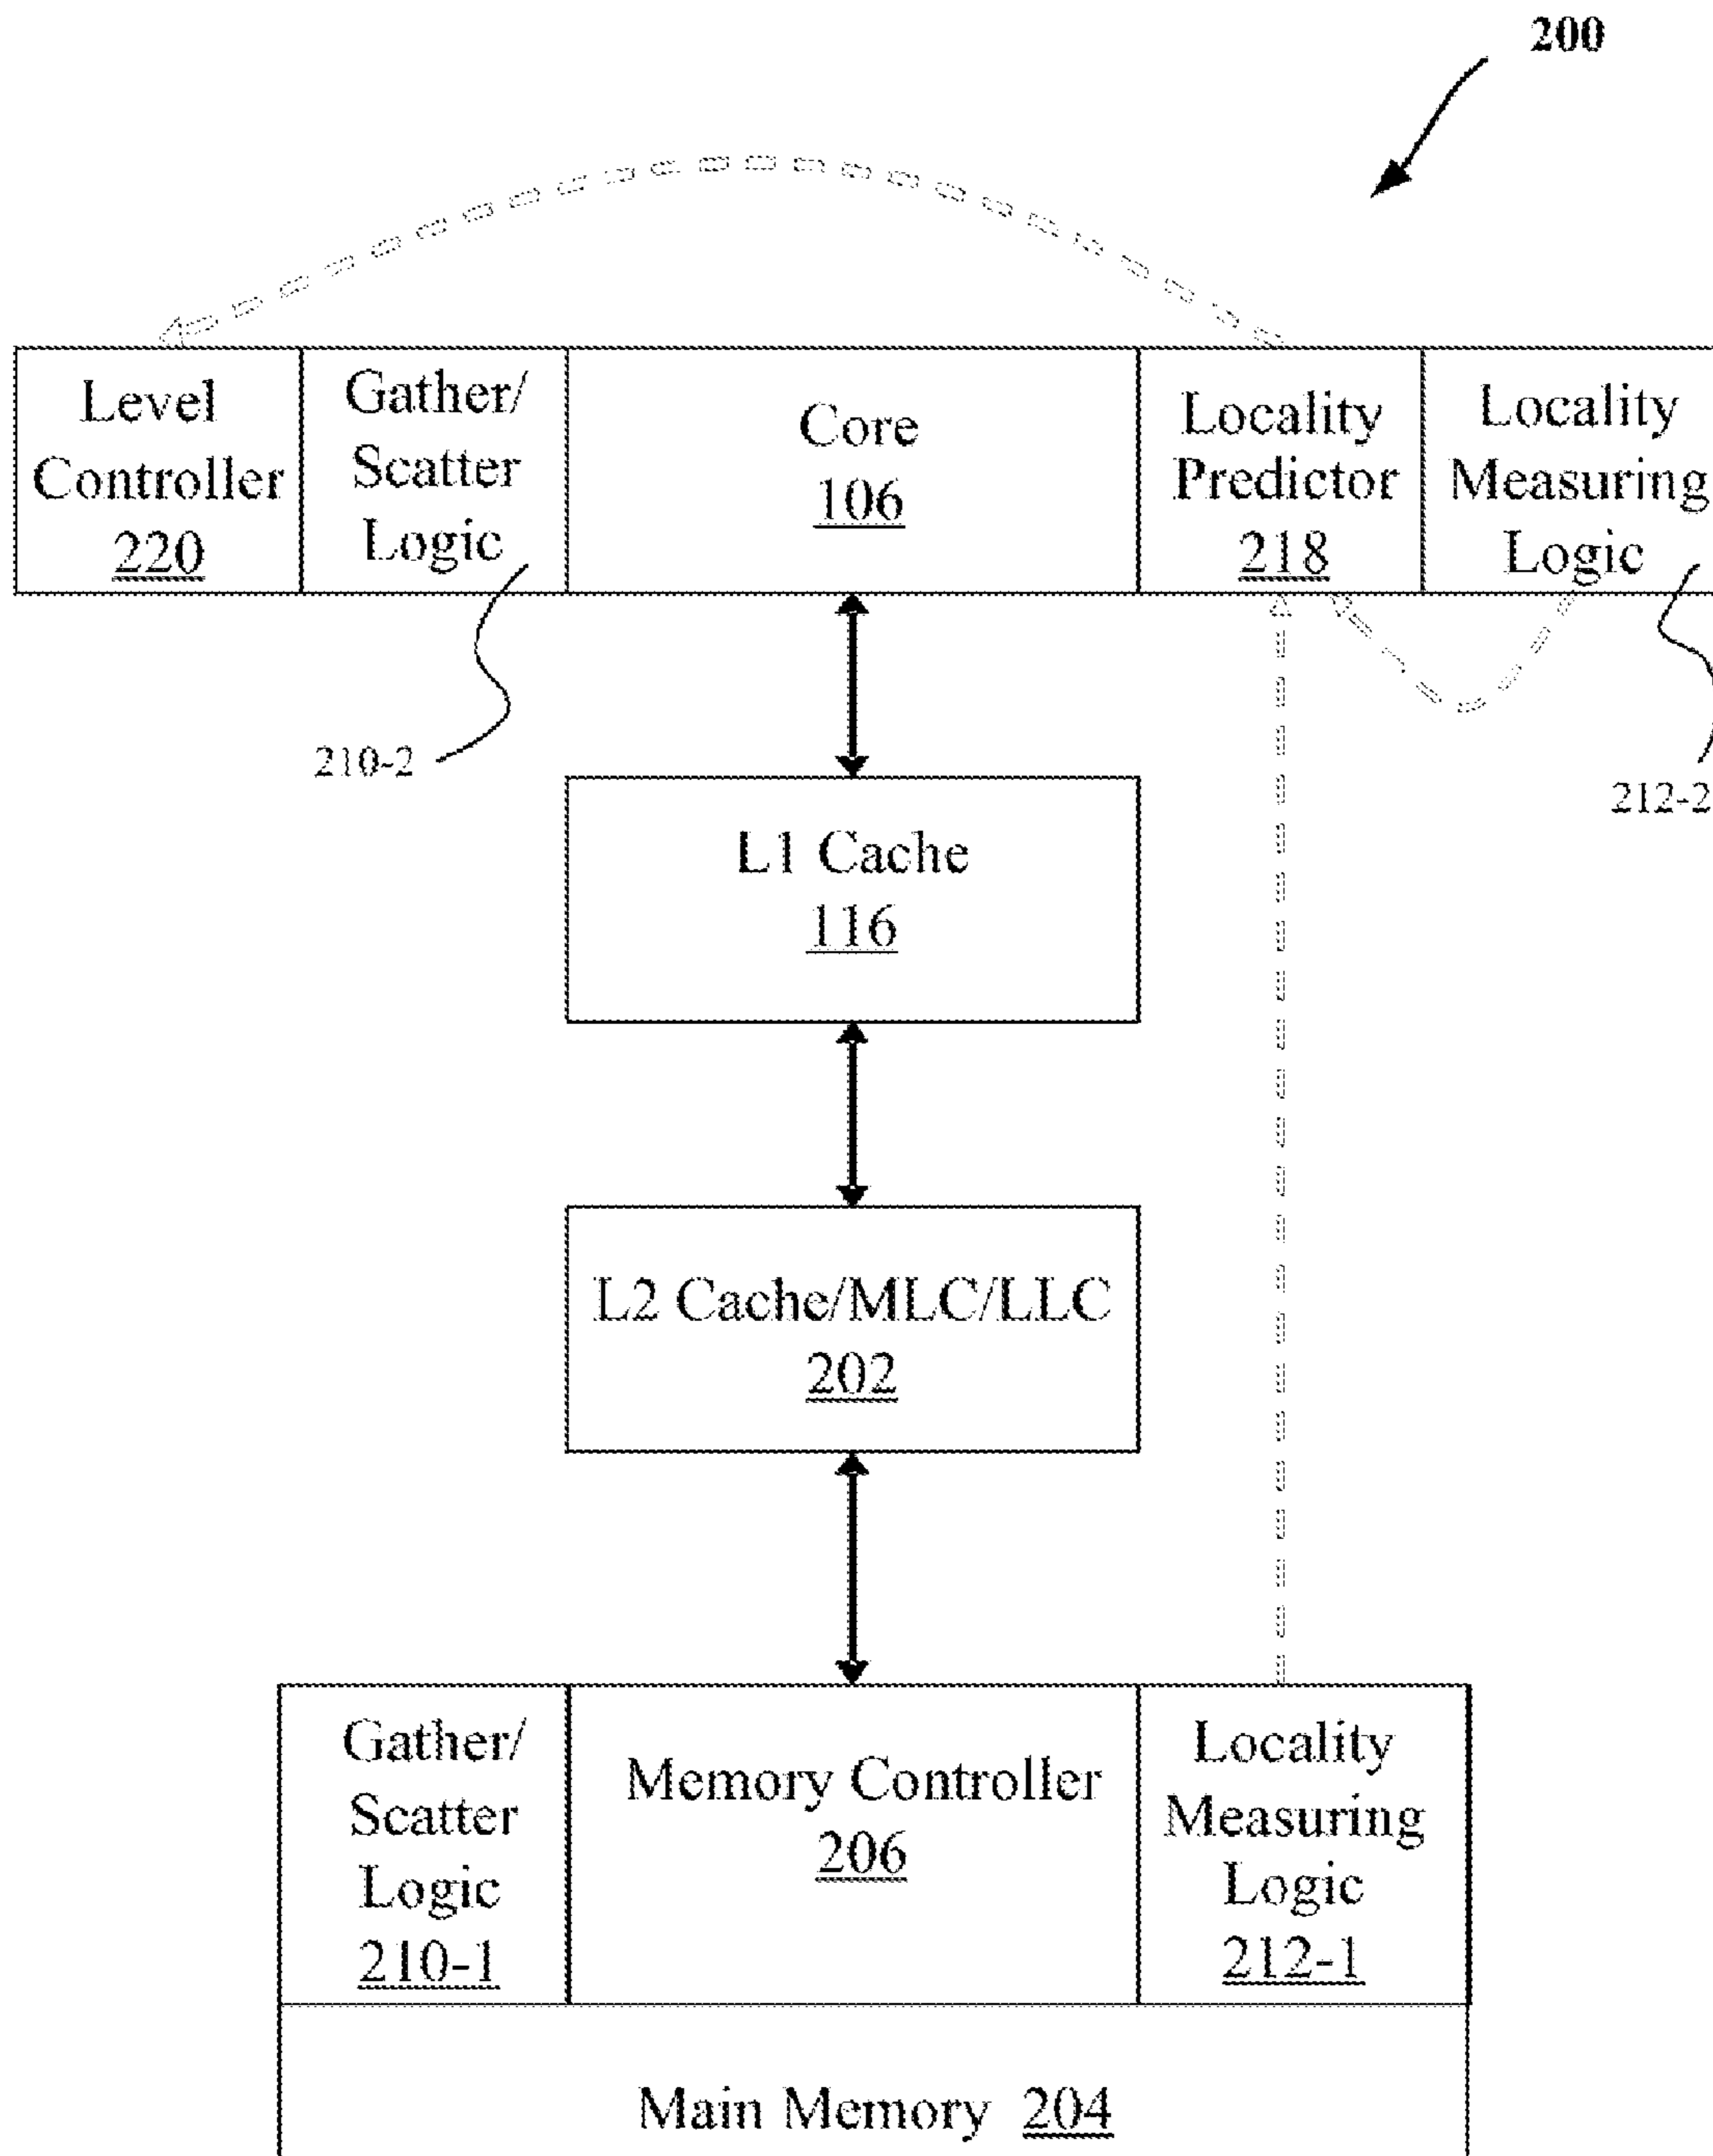 200
Level
Controller
220
Gather/
Scatter
Logic
Core
106
Locality
Predictor
218
Locality
Measuring
Logic
210-2
212-2
L1 Cache
116
L2 Cache/MLC/LLC
202
Gather/
Scatter
Logic
210-1
Memory Controller
206
Locality
Measuring
Logic
212-1
Main Memory 204